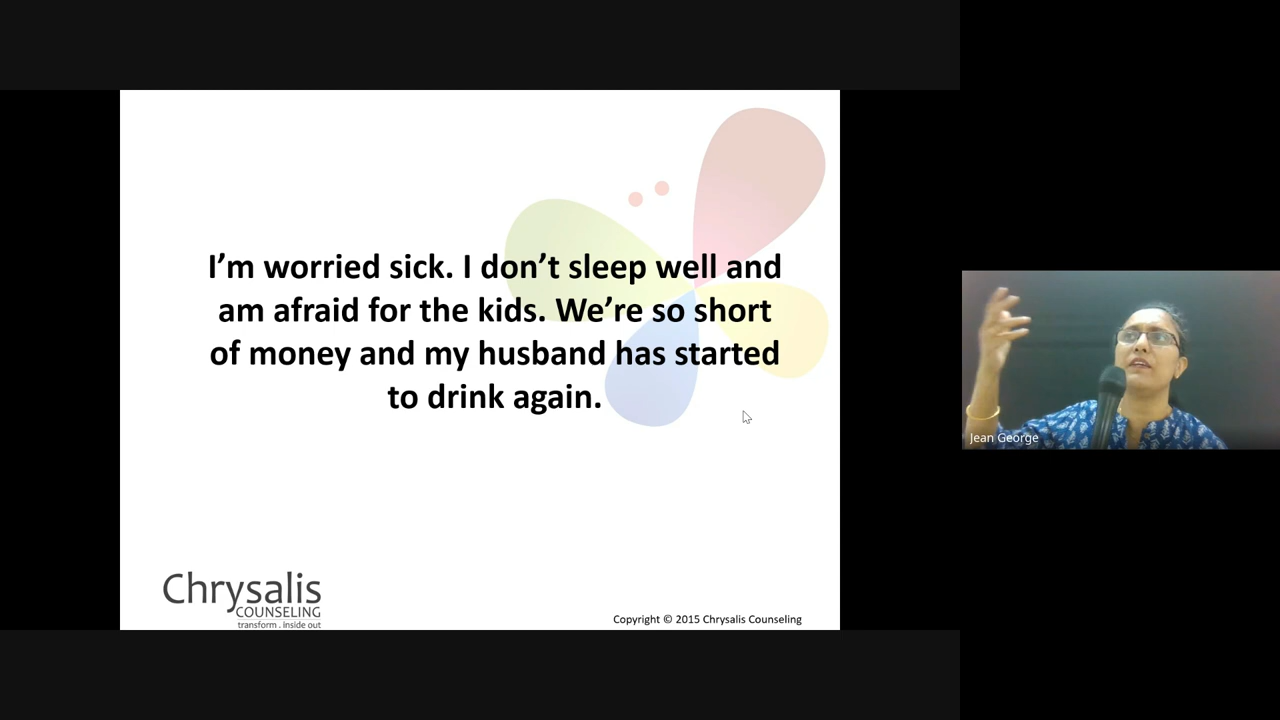 I'm worried sick. I don't sleep well and
am afraid for the kids. We're so short
of money and my husband has started
to drink again.
Chrysalis
COUNSELING
transform . inside out
Copyright © 2015 Chrysalis Counseling
Jean George